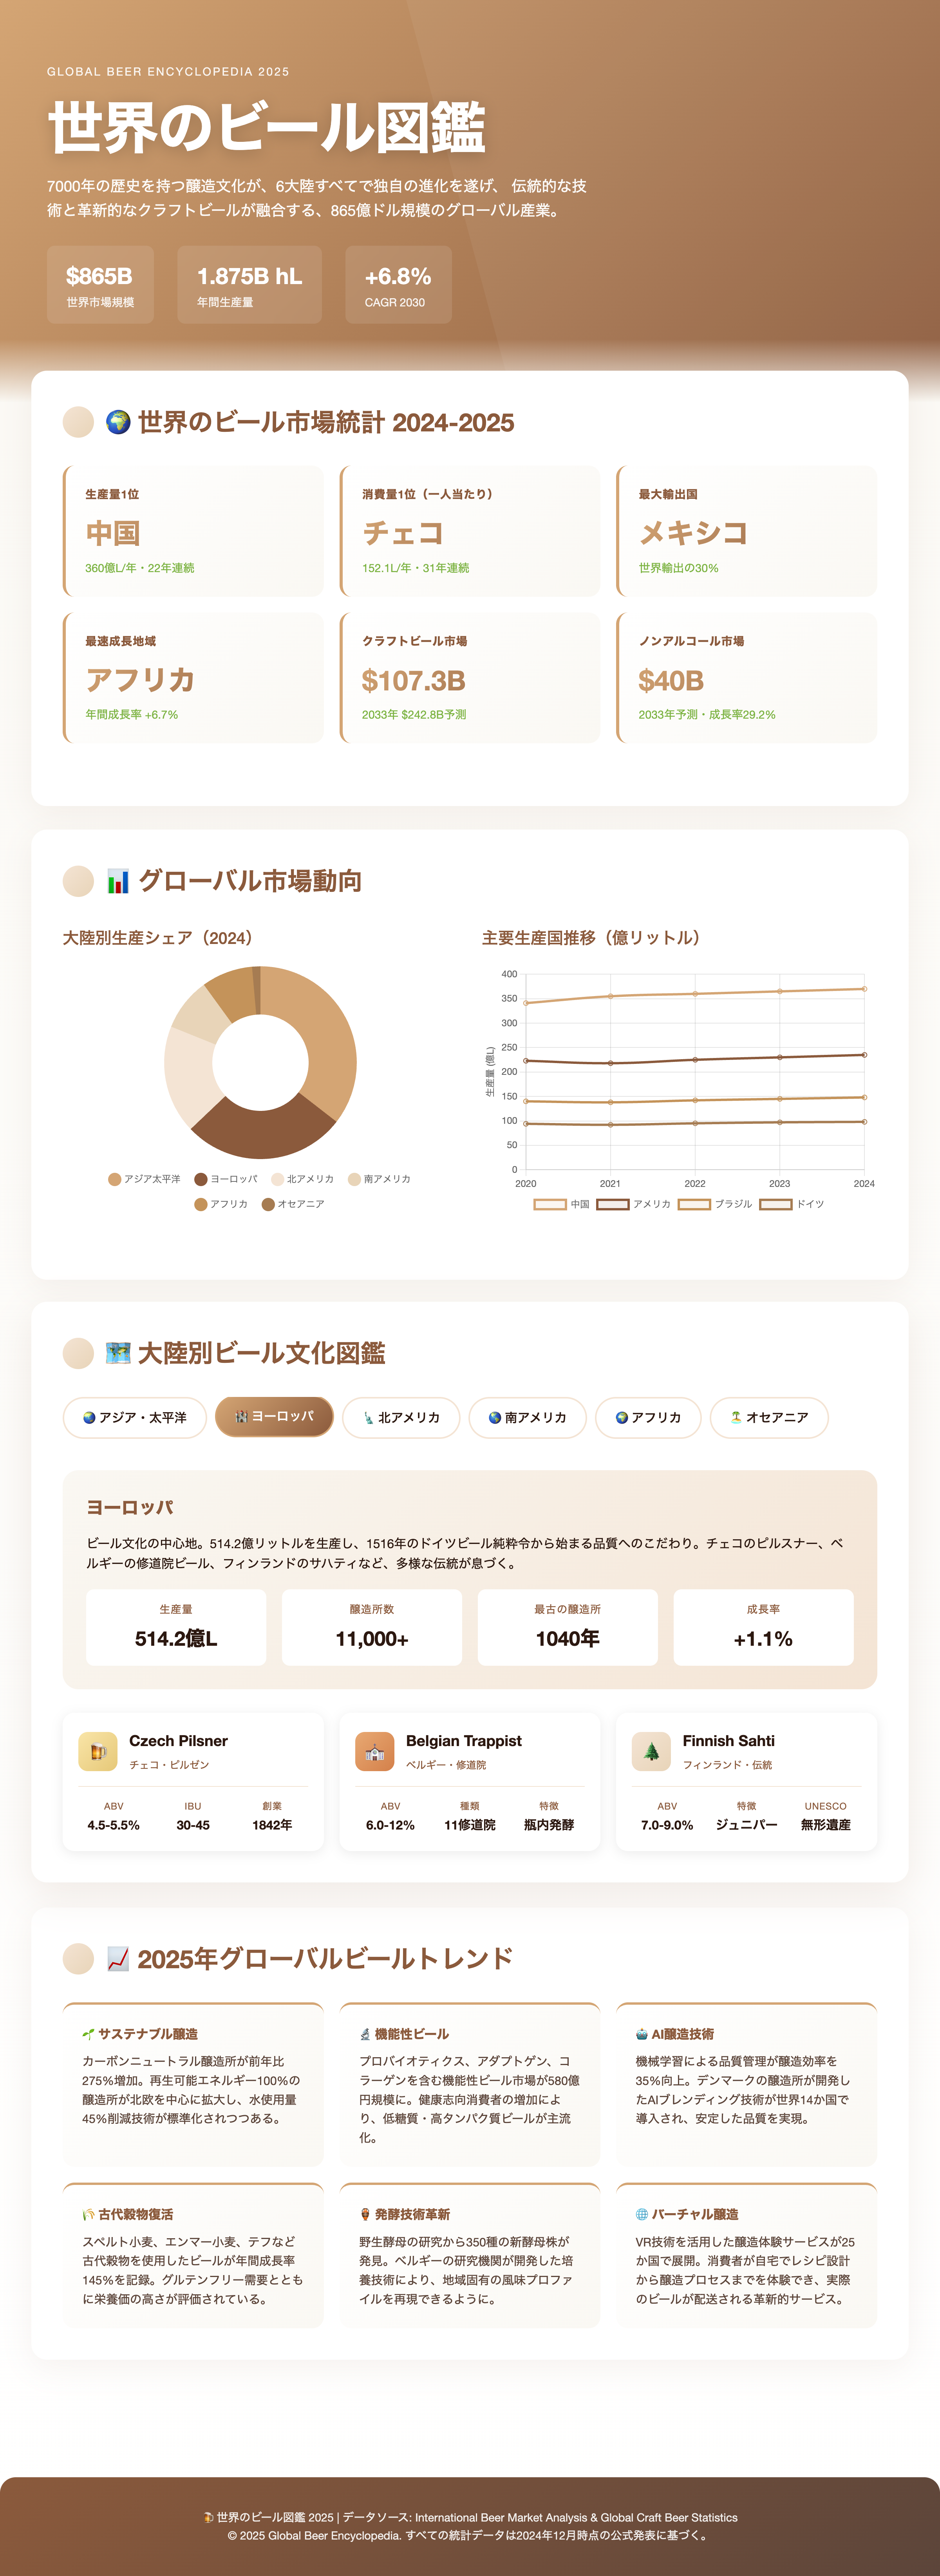 GLOBAL BEER ENCYCLOPEDIA 2025
世界のビール図鑑
7000年の歴史を持つ醸造文化が、6大陸すべてで独自の進化を遂げ、 伝統的な技
術と革新的なクラフトビールが融合する、865億ドル規模のグローバル産業。
$865B
世界市場規模
1.875B hL
年間生産量
+6.8%
CAGR 2030
🌍 世界のビール市場統計 2024-2025
生産量1位
中国
360億L/年・22年連続
消費量1位（一人当たり）
チェコ
152.1L/年・31年連続
最大輸出国
メキシコ
世界輸出の30%
最速成長地域
アフリカ
年間成長率 +6.7%
クラフトビール市場
$107.3B
2033年 $242.8B予測
ノンアルコール市場
$40B
2033年予測・成長率29.2%
📊 グローバル市場動向
大陸別生産シェア（2024）
アジア太平洋 ヨーロッパ 北アメリカ 南アメリカ
アフリカ オセアニア
主要生産国推移（億リットル）
生産量 (億L)
400
350
300
250
200
150
100
50
0
2020 2021 2022 2023 2024
中国 アメリカ ブラジル ドイツ
🗺️ 大陸別ビール文化図鑑
🌏 アジア・太平洋
🏰 ヨーロッパ
🗽 北アメリカ
🌎 南アメリカ
🌍 アフリカ
🏝️ オセアニア
ヨーロッパ
ビール文化の中心地。514.2億リットルを生産し、1516年のドイツビール純粋令から始まる品質へのこだわり。チェコのピルスナー、ベ
ルギーの修道院ビール、フィンランドのサハティなど、多様な伝統が息づく。
生産量
514.2億L
醸造所数
11,000+
最古の醸造所
1040年
成長率
+1.1%
Czech Pilsner
チェコ・ピルゼン
ABV IBU 創業
4.5-5.5% 30-45 1842年
Belgian Trappist
ベルギー・修道院
ABV 種類 特徴
6.0-12% 11修道院 瓶内発酵
Finnish Sahti
フィンランド・伝統
ABV 特徴 UNESCO
7.0-9.0% ジュニパー 無形遺産
📈 2025年グローバルビールトレンド
🌱 サステナブル醸造
カーボンニュートラル醸造所が前年比
275%増加。再生可能エネルギー100%の
醸造所が北欧を中心に拡大し、水使用量
45%削減技術が標準化されつつある。
🔬 機能性ビール
プロバイオティクス、アダプトゲン、コ
ラーゲンを含む機能性ビール市場が580億
円規模に。健康志向消費者の増加によ
り、低糖質・高タンパク質ビールが主流
化。
🤖 AI醸造技術
機械学習による品質管理が醸造効率を
35%向上。デンマークの醸造所が開発し
たAIブレンディング技術が世界14か国で
導入され、安定した品質を実現。
🌾 古代穀物復活
スペルト小麦、エンマー小麦、テフなど
古代穀物を使用したビールが年間成長率
145%を記録。グルテンフリー需要ととも
に栄養価の高さが評価されている。
🏺 発酵技術革新
野生酵母の研究から350種の新酵母株が
発見。ベルギーの研究機関が開発した培
養技術により、地域固有の風味プロファ
イルを再現できるように。
🌐 バーチャル醸造
VR技術を活用した醸造体験サービスが25
か国で展開。消費者が自宅でレシピ設計
から醸造プロセスまでを体験でき、実際
のビールが配送される革新的サービス。
🍺 世界のビール図鑑 2025 | データソース: International Beer Market Analysis & Global Craft Beer Statistics
© 2025 Global Beer Encyclopedia. すべての統計データは2024年12月時点の公式発表に基づく。